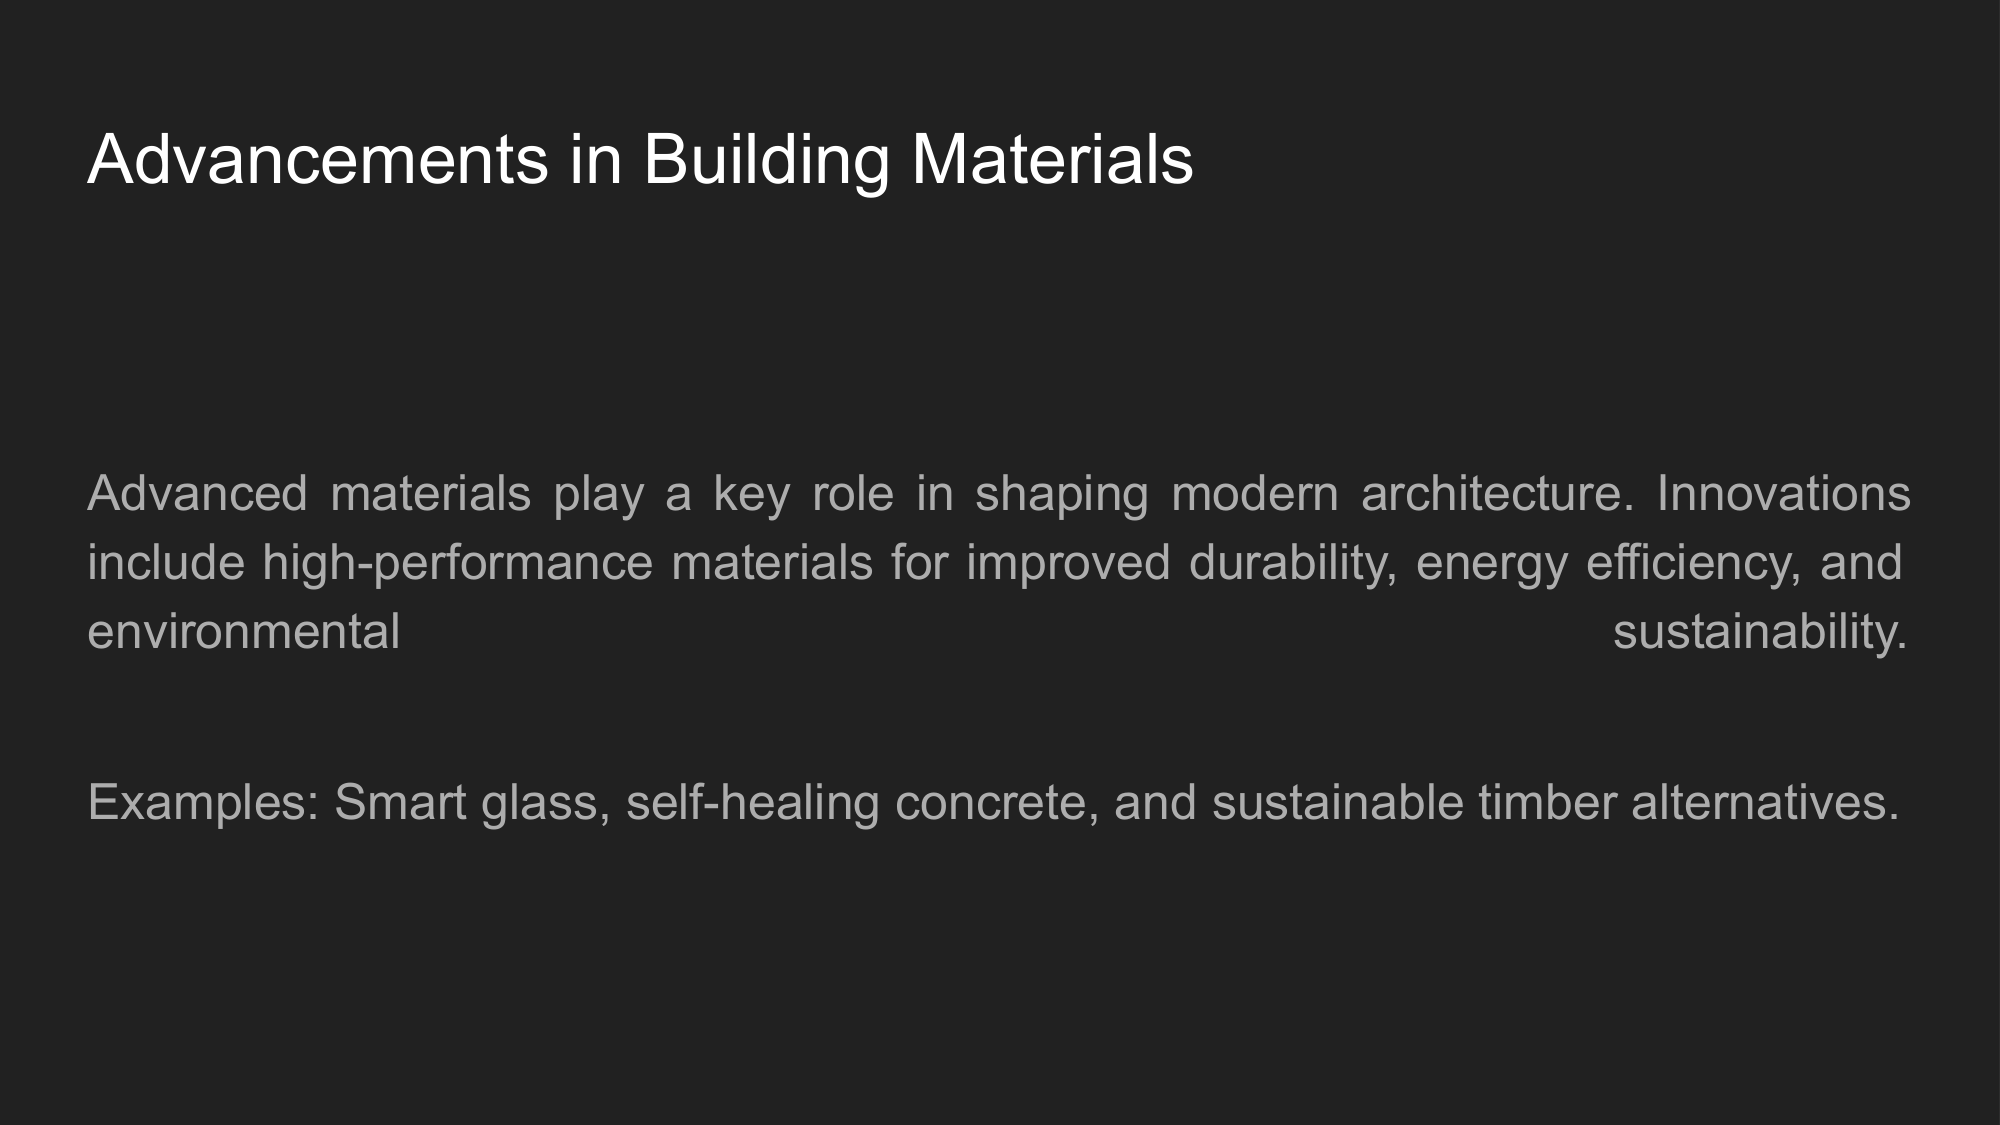 Advancements in Building Materials
Advanced materials play a key role in shaping modern architecture. Innovations
include high-performance materials for improved durability, energy efficiency, and
environmental sustainability.
Examples: Smart glass, self-healing concrete, and sustainable timber alternatives.